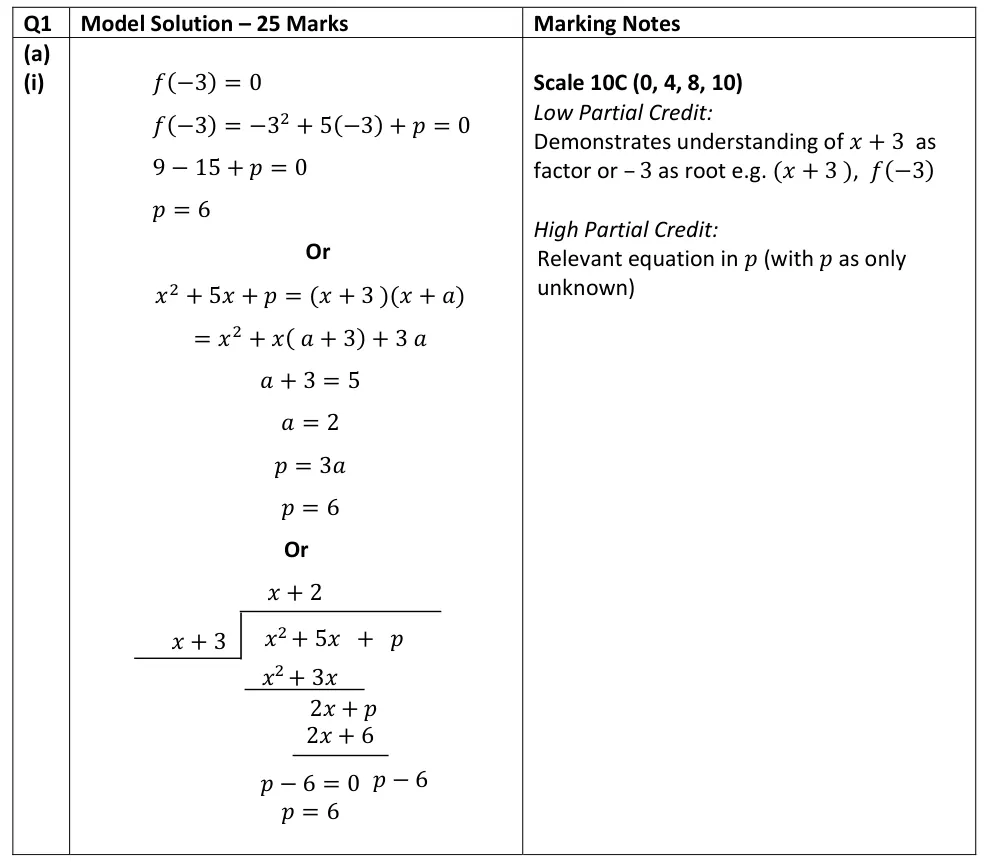 Q1 Model Solution – 25 Marks Marking Notes
(a)
(i)
f(−3) = 0
f(−3) = −3² + 5(−3) + p = 0
9 − 15 + p = 0
p = 6
Or
x² + 5x + p = (x + 3 )(x + a)
= x² + x( a + 3) + 3 a
a + 3 = 5
a = 2
p = 3a
p = 6
Or
x + 2
x + 3 x² + 5x + p
x² + 3x
2x + p
2x + 6
p − 6 = 0 p − 6
p = 6
Scale 10C (0, 4, 8, 10)
Low Partial Credit:
Demonstrates understanding of x + 3 as
factor or – 3 as root e.g. (x + 3 ), f(−3)
High Partial Credit:
Relevant equation in p (with p as only
unknown)